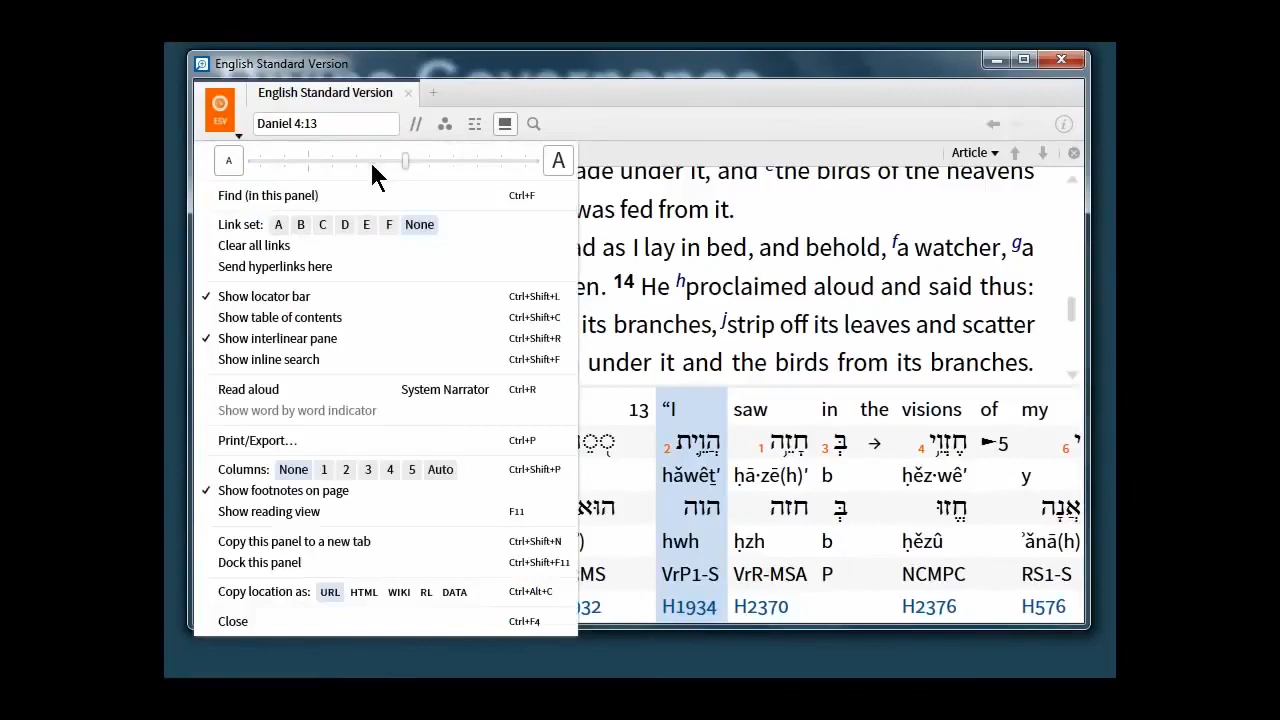 English Standard Version
English Standard Version
ESV
Daniel 4:13
A A
Article
Find (in this panel) Ctrl+F
Link set: A B C D E F None
Clear all links
Send hyperlinks here
Show locator bar Ctrl+Shift+L
Show table of contents Ctrl+Shift+C
Show interlinear pane Ctrl+Shift+R
Show inline search Ctrl+Shift+F
Read aloud System Narrator Ctrl+R
Show word by word indicator
Print/Export… Ctrl+P
Columns: None 1 2 3 4 5 Auto Ctrl+Shift+P
Show footnotes on page
Show reading view F11
Copy this panel to a new tab Ctrl+Shift+N
Dock this panel Ctrl+Shift+F11
Copy location as: URL HTML WIKI RL DATA Ctrl+Alt+C
Close Ctrl+F4
under it, and the birds of the heavens
was fed from it.
as I lay in bed, and behold, f a watcher, g a
14 He h proclaimed aloud and said thus:
its branches, j strip off its leaves and scatter
under it and the birds from its branches.
13 “I saw in the visions of my
2 הֲוֵ֛ית 1 חָזֵ֥ה 3 בְּ → 4 חֶזְוֵ֥י ►5 6
hăwêṯ′ ḥā·zē(h)′ b ḥěz·wê′ y
הוה חזה בְּ חֱזוּ אֲנָה
hwh ḥzh b ḥězû ʾănā(h)
VrP1-S VrR-MSA P NCMPC RS1-S
H1934 H2370 H2376 H576